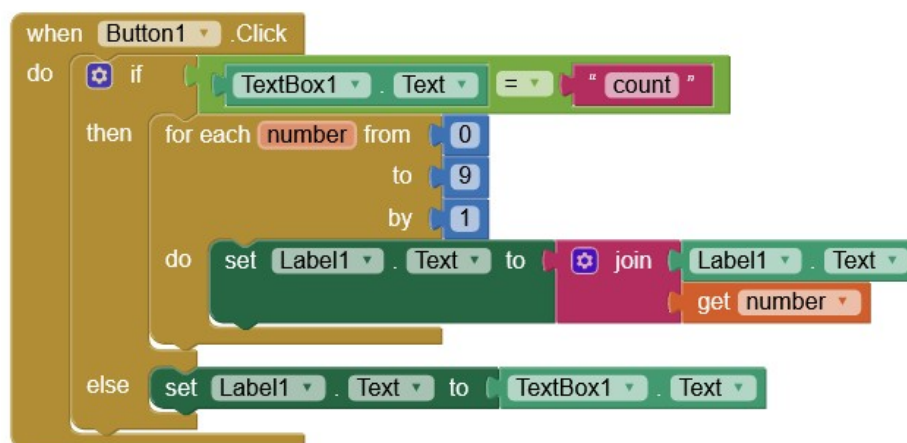 when Button1 .Click
do if TextBox1 . Text = " count "
then for each number from 0
to 9
by 1
do set Label1 . Text to join Label1 . Text
get number
else set Label1 . Text to TextBox1 . Text